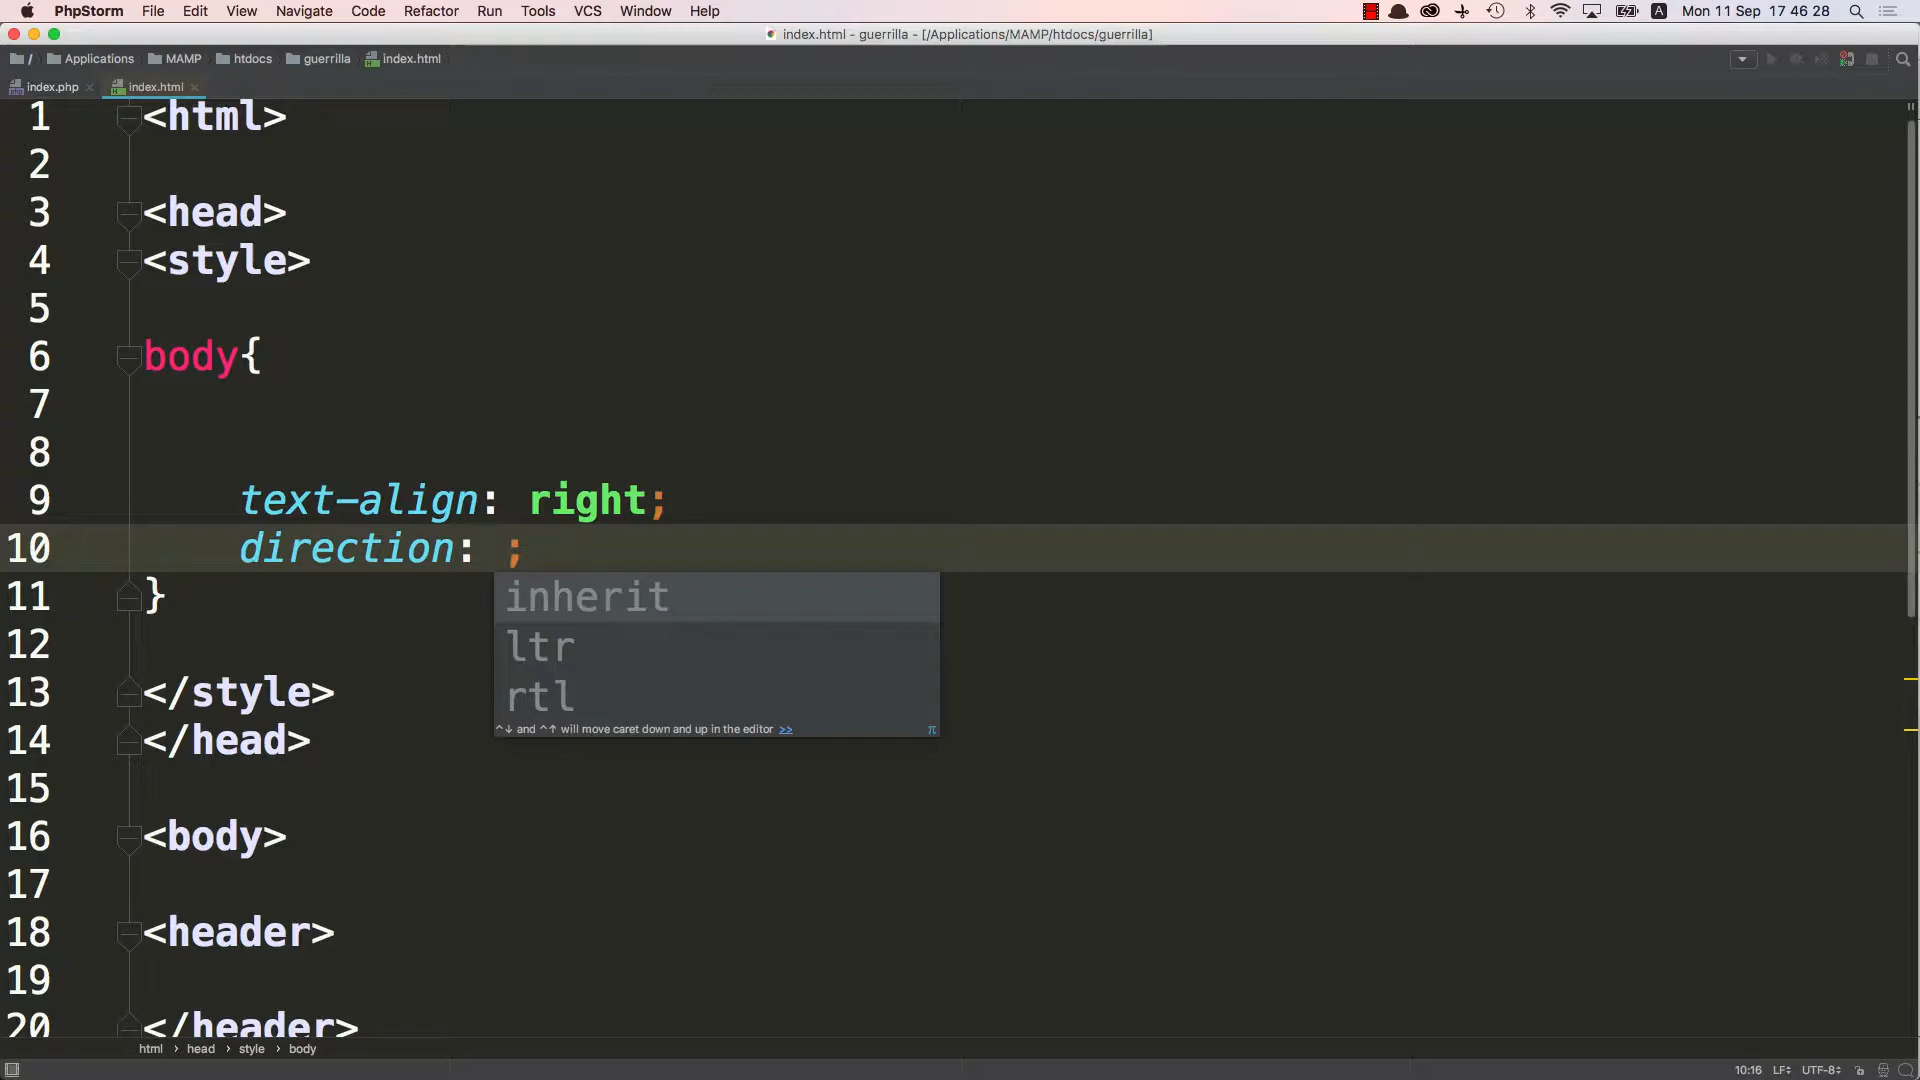 PhpStorm File Edit View Navigate Code Refactor Run Tools VCS Window Help A Mon 11 Sep 17 46 28
index.html - guerrilla - [/Applications/MAMP/htdocs/guerrilla]
/ Applications MAMP htdocs guerrilla index.html
index.php index.html
1 <html>
2
3 <head>
4 <style>
5
6 body{
7
8
9 text-align: right;
10 direction: ;
11 }
12
13 </style>
14 </head>
15
16 <body>
17
18 <header>
19
20 </header>
inherit
ltr
rtl
^↓ and ^↑ will move caret down and up in the editor >> π
html › head › style › body
10:16 LF÷ UTF-8÷